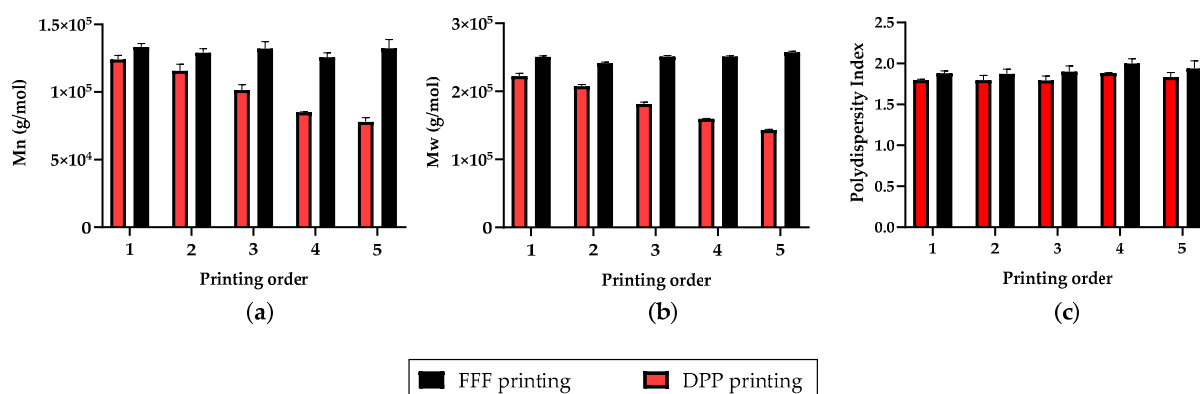 1.5×10⁵
1×10⁵
5×10⁴
0
Mn (g/mol)
1 2 3 4 5
Printing order
(a)
3×10⁵
2×10⁵
1×10⁵
0
Mw (g/mol)
1 2 3 4 5
Printing order
(b)
2.5
2.0
1.5
1.0
0.5
0.0
Polydispersity Index
1 2 3 4 5
Printing order
(c)
FFF printing DPP printing